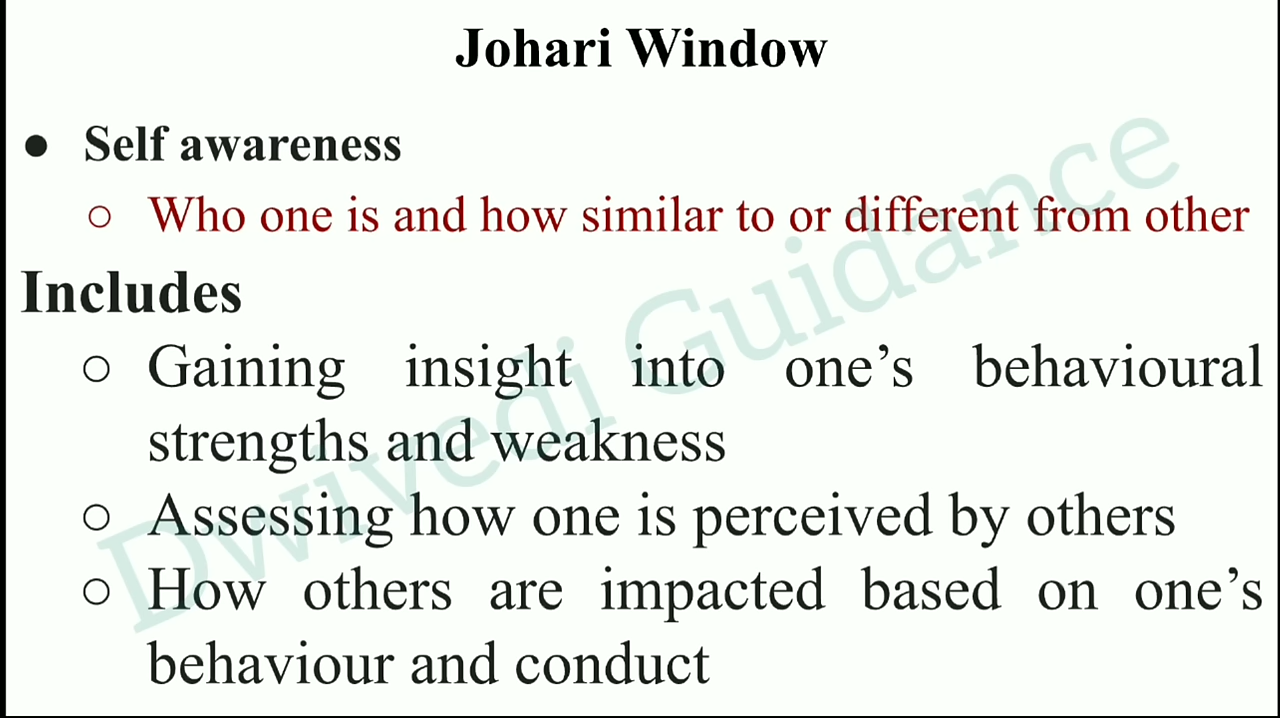 Johari Window
● Self awareness
○ Who one is and how similar to or different from other
Includes
○ Gaining insight into one’s behavioural
strengths and weakness
○ Assessing how one is perceived by others
○ How others are impacted based on one’s
behaviour and conduct
Dwivedi Guidance